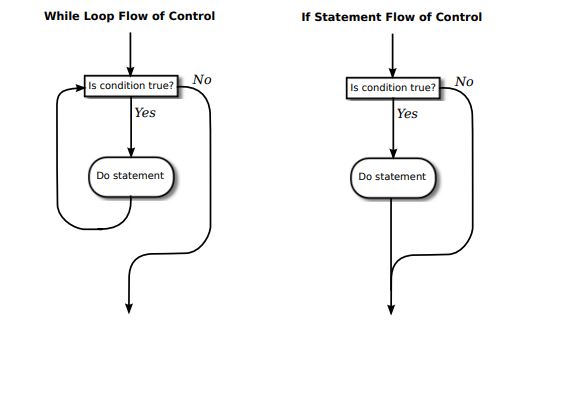 While Loop Flow of Control
Is condition true?
No
Yes
Do statement
If Statement Flow of Control
Is condition true?
No
Yes
Do statement